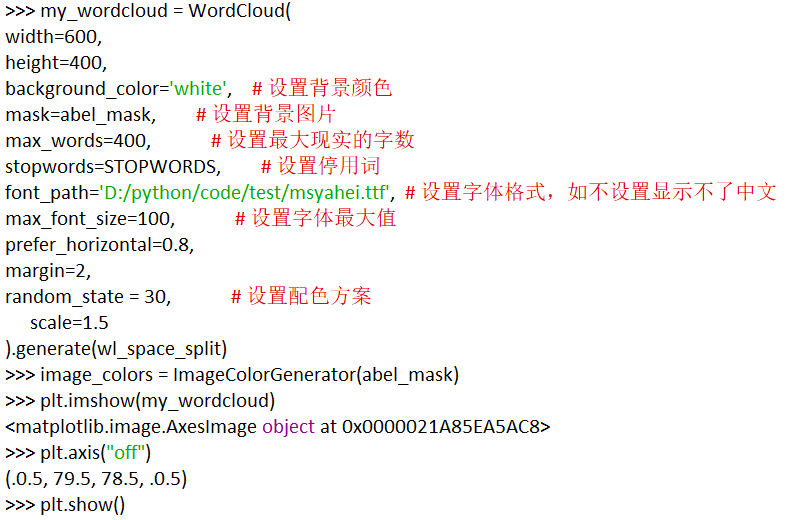 >>> my_wordcloud = WordCloud(
width=600,
height=400,
background_color='white', # 设置背景颜色
mask=abel_mask, # 设置背景图片
max_words=400, # 设置最大现实的字数
stopwords=STOPWORDS, # 设置停用词
font_path='D:/python/code/test/msyahei.ttf', # 设置字体格式，如不设置显示不了中文
max_font_size=100, # 设置字体最大值
prefer_horizontal=0.8,
margin=2,
random_state = 30, # 设置配色方案
scale=1.5
).generate(wl_space_split)
>>> image_colors = ImageColorGenerator(abel_mask)
>>> plt.imshow(my_wordcloud)
<matplotlib.image.AxesImage object at 0x0000021A85EA5AC8>
>>> plt.axis("off")
(.0.5, 79.5, 78.5, .0.5)
>>> plt.show()